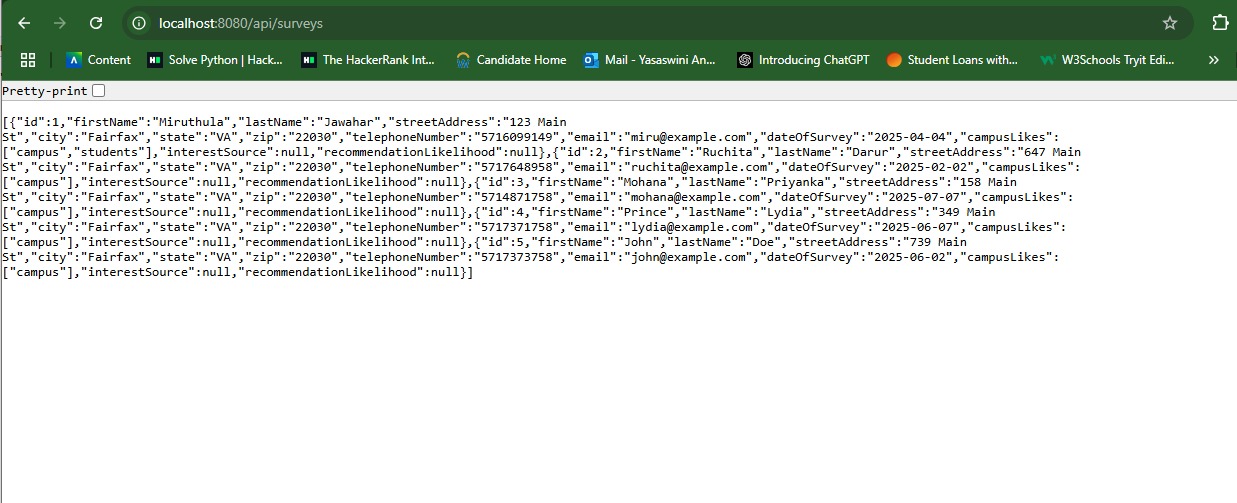 localhost:8080/api/surveys
Content Solve Python | Hack... The HackerRank Int... Candidate Home Mail - Yasaswini An... Introducing ChatGPT Student Loans with... W3Schools Tryit Edi... »
Pretty-print
[{"id":1,"firstName":"Miruthula","lastName":"Jawahar","streetAddress":"123 Main
St","city":"Fairfax","state":"VA","zip":"22030","telephoneNumber":"5716099149","email":"miru@example.com","dateOfSurvey":"2025-04-04","campusLikes":
["campus","students"],"interestSource":null,"recommendationLikelihood":null},{"id":2,"firstName":"Ruchita","lastName":"Darur","streetAddress":"647 Main
St","city":"Fairfax","state":"VA","zip":"22030","telephoneNumber":"5717648958","email":"ruchita@example.com","dateOfSurvey":"2025-02-02","campusLikes":
["campus"],"interestSource":null,"recommendationLikelihood":null},{"id":3,"firstName":"Mohana","lastName":"Priyanka","streetAddress":"158 Main
St","city":"Fairfax","state":"VA","zip":"22030","telephoneNumber":"5714871758","email":"mohana@example.com","dateOfSurvey":"2025-07-07","campusLikes":
["campus"],"interestSource":null,"recommendationLikelihood":null},{"id":4,"firstName":"Prince","lastName":"Lydia","streetAddress":"349 Main
St","city":"Fairfax","state":"VA","zip":"22030","telephoneNumber":"5717371758","email":"lydia@example.com","dateOfSurvey":"2025-06-07","campusLikes":
["campus"],"interestSource":null,"recommendationLikelihood":null},{"id":5,"firstName":"John","lastName":"Doe","streetAddress":"739 Main
St","city":"Fairfax","state":"VA","zip":"22030","telephoneNumber":"5717373758","email":"john@example.com","dateOfSurvey":"2025-06-02","campusLikes":
["campus"],"interestSource":null,"recommendationLikelihood":null}]